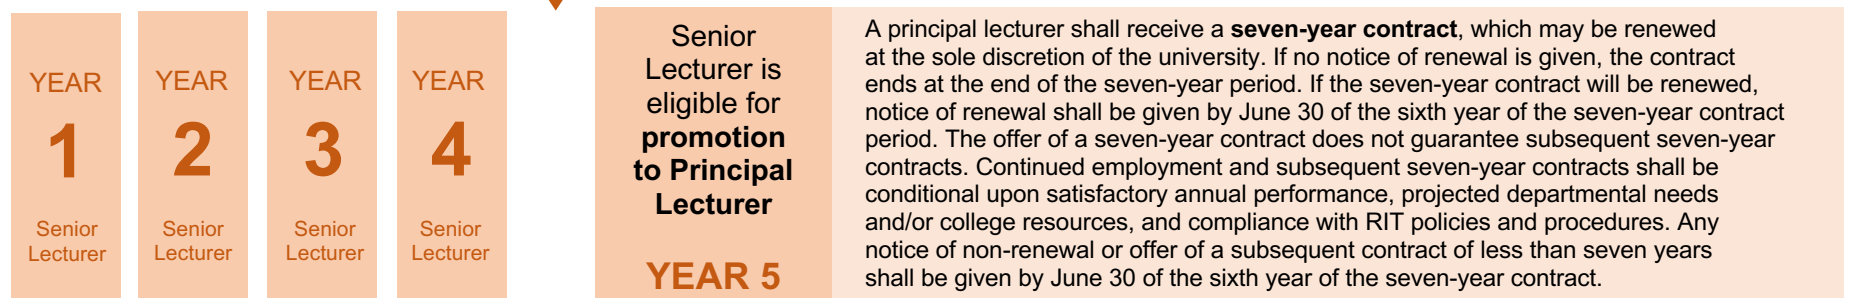 YEAR
1
Senior
Lecturer
YEAR
2
Senior
Lecturer
YEAR
3
Senior
Lecturer
YEAR
4
Senior
Lecturer
Senior
Lecturer is
eligible for
promotion
to Principal
Lecturer
YEAR 5
A principal lecturer shall receive a seven-year contract, which may be renewed
at the sole discretion of the university. If no notice of renewal is given, the contract
ends at the end of the seven-year period. If the seven-year contract will be renewed,
notice of renewal shall be given by June 30 of the sixth year of the seven-year contract
period. The offer of a seven-year contract does not guarantee subsequent seven-year
contracts. Continued employment and subsequent seven-year contracts shall be
conditional upon satisfactory annual performance, projected departmental needs
and/or college resources, and compliance with RIT policies and procedures. Any
notice of non-renewal or offer of a subsequent contract of less than seven years
shall be given by June 30 of the sixth year of the seven-year contract.